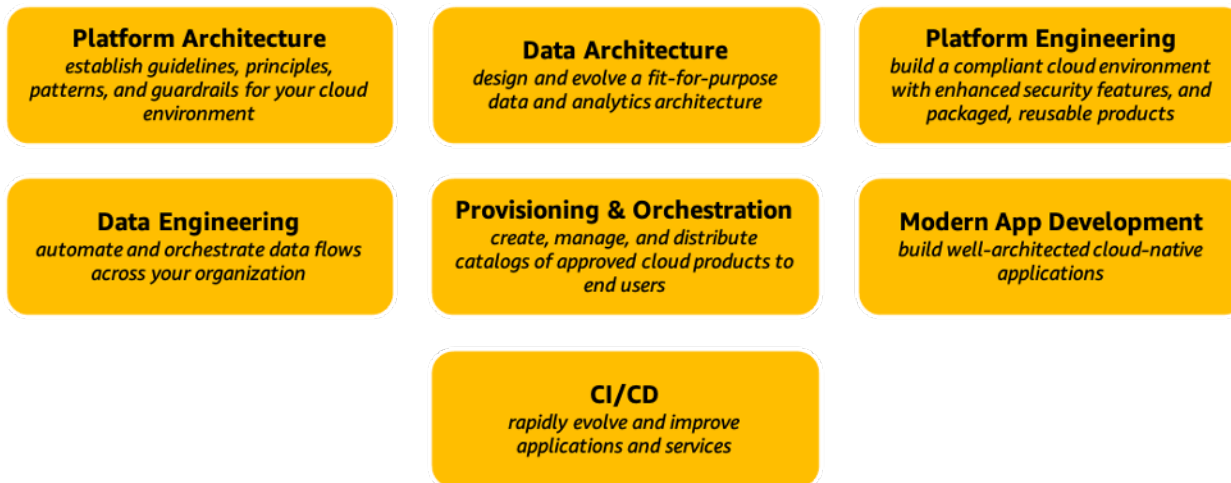 Platform Architecture
establish guidelines, principles,
patterns, and guardrails for your cloud
environment
Data Architecture
design and evolve a fit-for-purpose
data and analytics architecture
Platform Engineering
build a compliant cloud environment
with enhanced security features, and
packaged, reusable products
Data Engineering
automate and orchestrate data flows
across your organization
Provisioning & Orchestration
create, manage, and distribute
catalogs of approved cloud products to
end users
Modern App Development
build well-architected cloud-native
applications
CI/CD
rapidly evolve and improve
applications and services